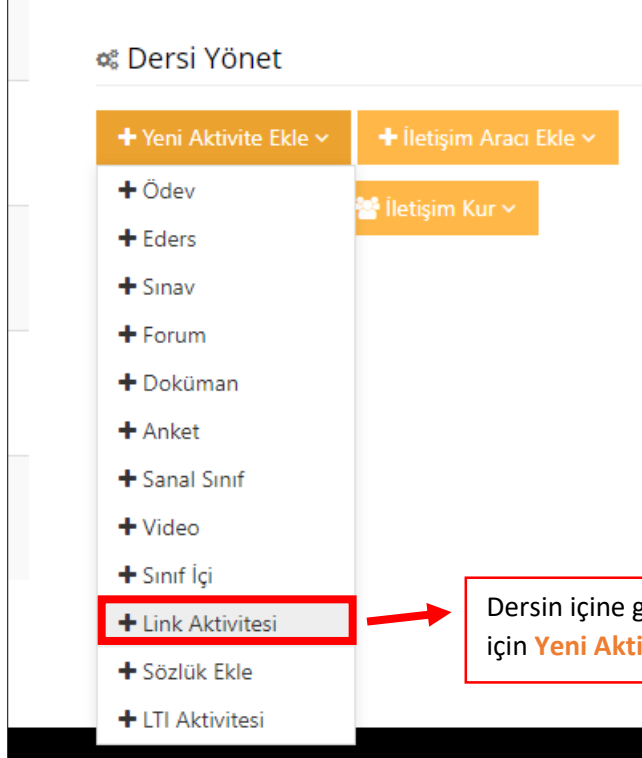 Dersi Yönet
Yeni Aktivite Ekle
İletişim Aracı Ekle
İletişim Kur
Ödev
Eders
Sınav
Forum
Doküman
Anket
Sanal Sınıf
Video
Sınıf İçi
Link Aktivitesi
Sözlük Ekle
LTI Aktivitesi
Dersin içine
için Yeni